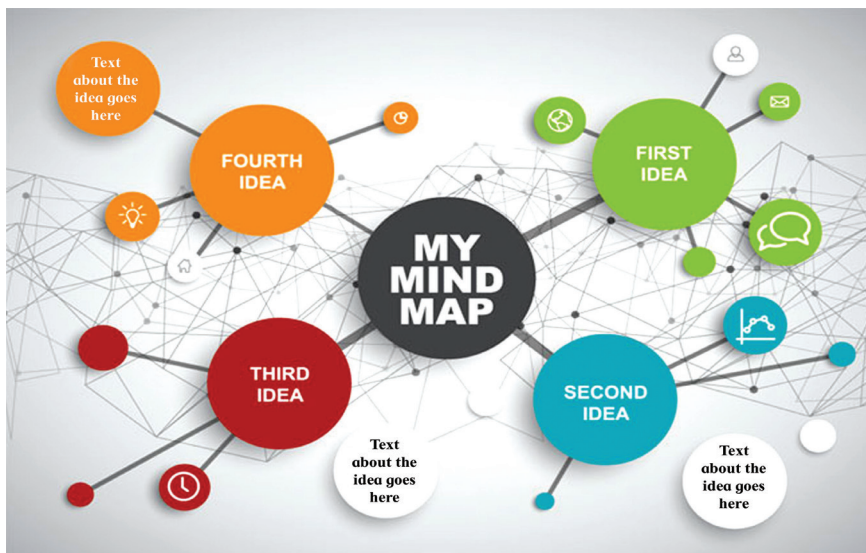 Text
about the
idea goes
here
FOURTH
IDEA
FIRST
IDEA
MY
MIND
MAP
THIRD
IDEA
SECOND
IDEA
Text
about the
idea goes
here
Text
about the
idea goes
here